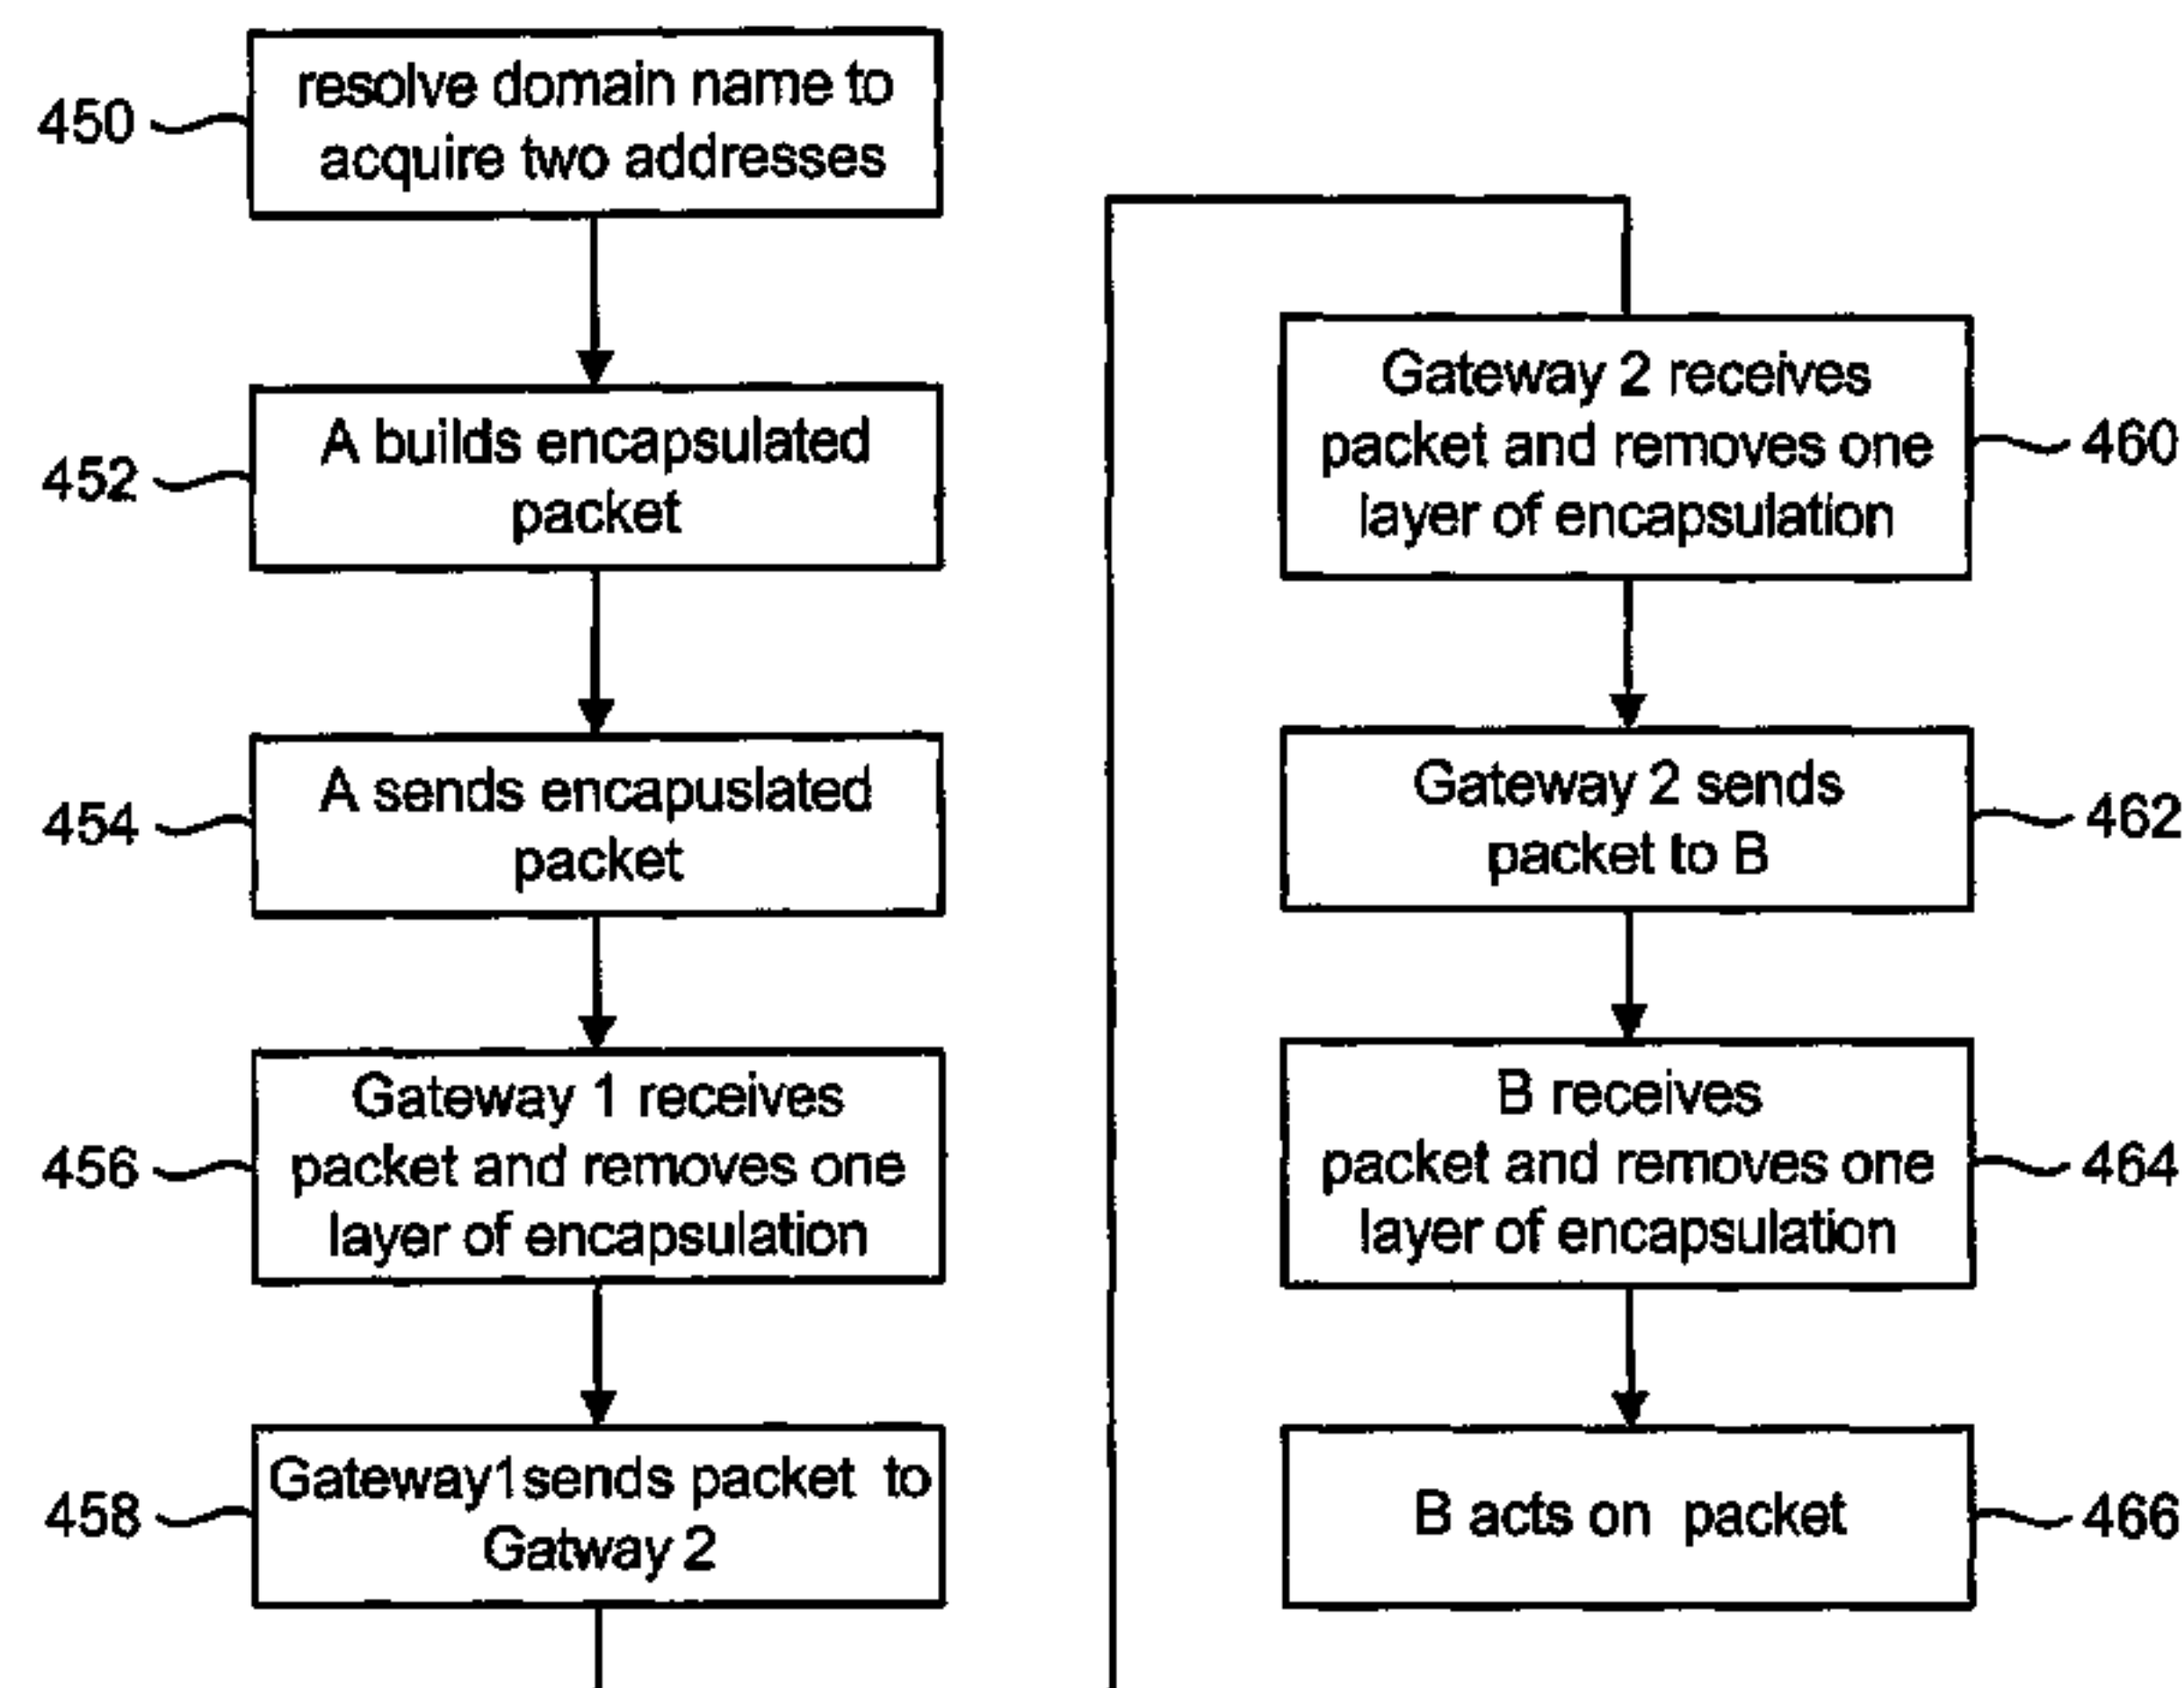 450
resolve domain name to
acquire two addresses
452
A builds encapsulated
packet
454
A sends encapuslated
packet
456
Gateway 1 receives
packet and removes one
layer of encapsulation
458
Gateway1sends packet to
Gatway 2
Gateway 2 receives
packet and removes one
layer of encapsulation
460
Gateway 2 sends
packet to B
462
B receives
packet and removes one
layer of encapsulation
464
B acts on packet
466